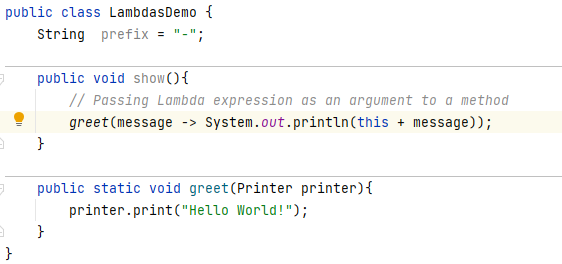 public class LambdasDemo {
String  prefix = "-";
public void show(){
// Passing Lambda expression as an argument to a method
greet(message -> System.out.println(this + message));
}
public static void greet(Printer printer){
printer.print("Hello World!");
}
}